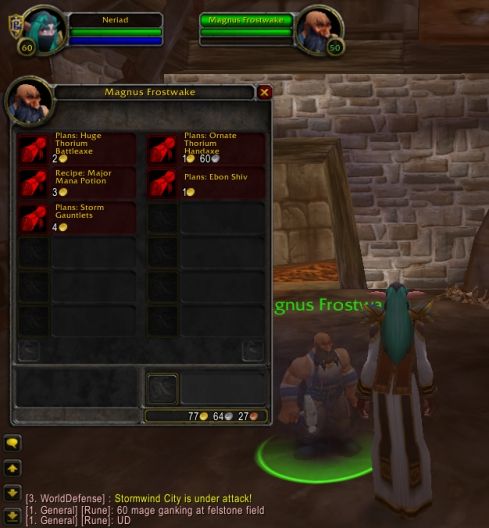 Neriad
Magnus Frostwake
60
50
Magnus Frostwake
Plans: Huge
Thorium
Battleaxe
2
Plans: Ornate
Thorium
Handaxe
1 60
Recipe: Major
Mana Potion
3
Plans: Ebon Shiv
1
Plans: Storm
Gauntlets
4
gnus Frostwa
77 64 27
[3. WorldDefense] : Stormwind City is under attack!
[1. General] [Rune]: 60 mage ganking at felstone field
[1. General] [Rune]: UD